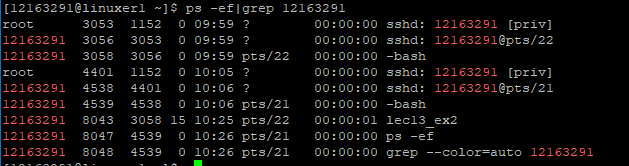 [12163291@linuxer1 ~]$ ps -ef|grep 12163291
root 3053 1152 0 09:59 ? 00:00:00 sshd: 12163291 [priv]
12163291 3056 3053 0 09:59 ? 00:00:00 sshd: 12163291@pts/22
12163291 3058 3056 0 09:59 pts/22 00:00:00 -bash
root 4401 1152 0 10:05 ? 00:00:00 sshd: 12163291 [priv]
12163291 4538 4401 0 10:06 ? 00:00:00 sshd: 12163291@pts/21
12163291 4539 4538 0 10:06 pts/21 00:00:00 -bash
12163291 8043 3058 15 10:25 pts/22 00:00:01 lec13_ex2
12163291 8047 4539 0 10:26 pts/21 00:00:00 ps -ef
12163291 8048 4539 0 10:26 pts/21 00:00:00 grep --color=auto 12163291